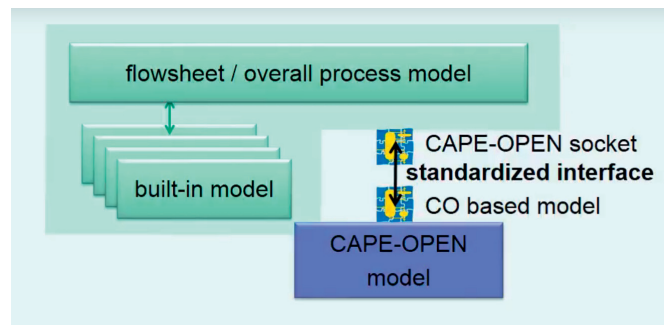 flowsheet / overall process model
built-in model
CAPE-OPEN socket
standardized interface
CO based model
CAPE-OPEN
model